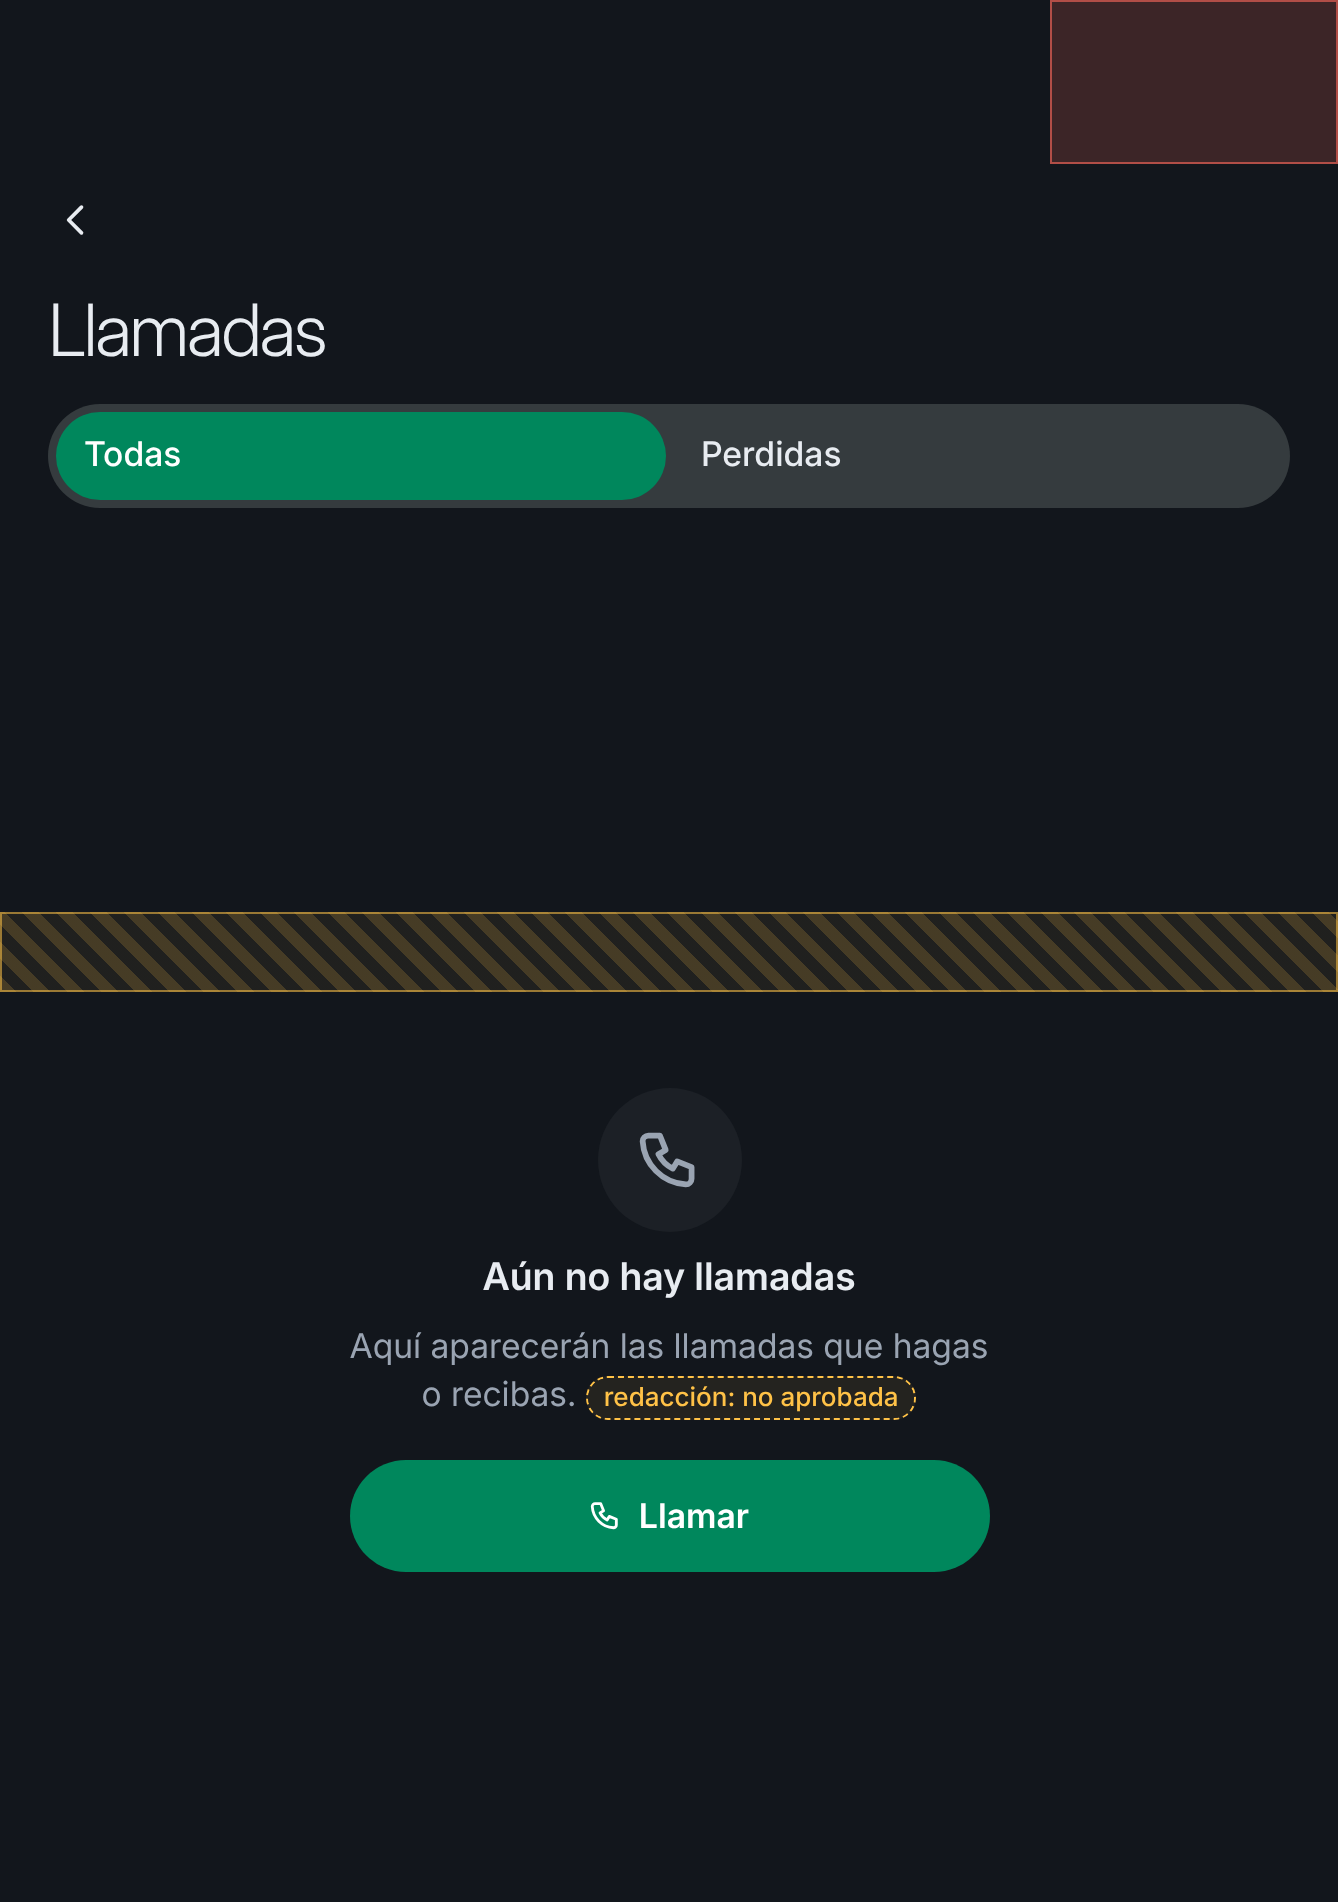 Llamadas
Todas
Perdidas
Aún no hay llamadas
Aquí aparecerán las llamadas que hagas
o recibas. redacción: no aprobada
Llamar